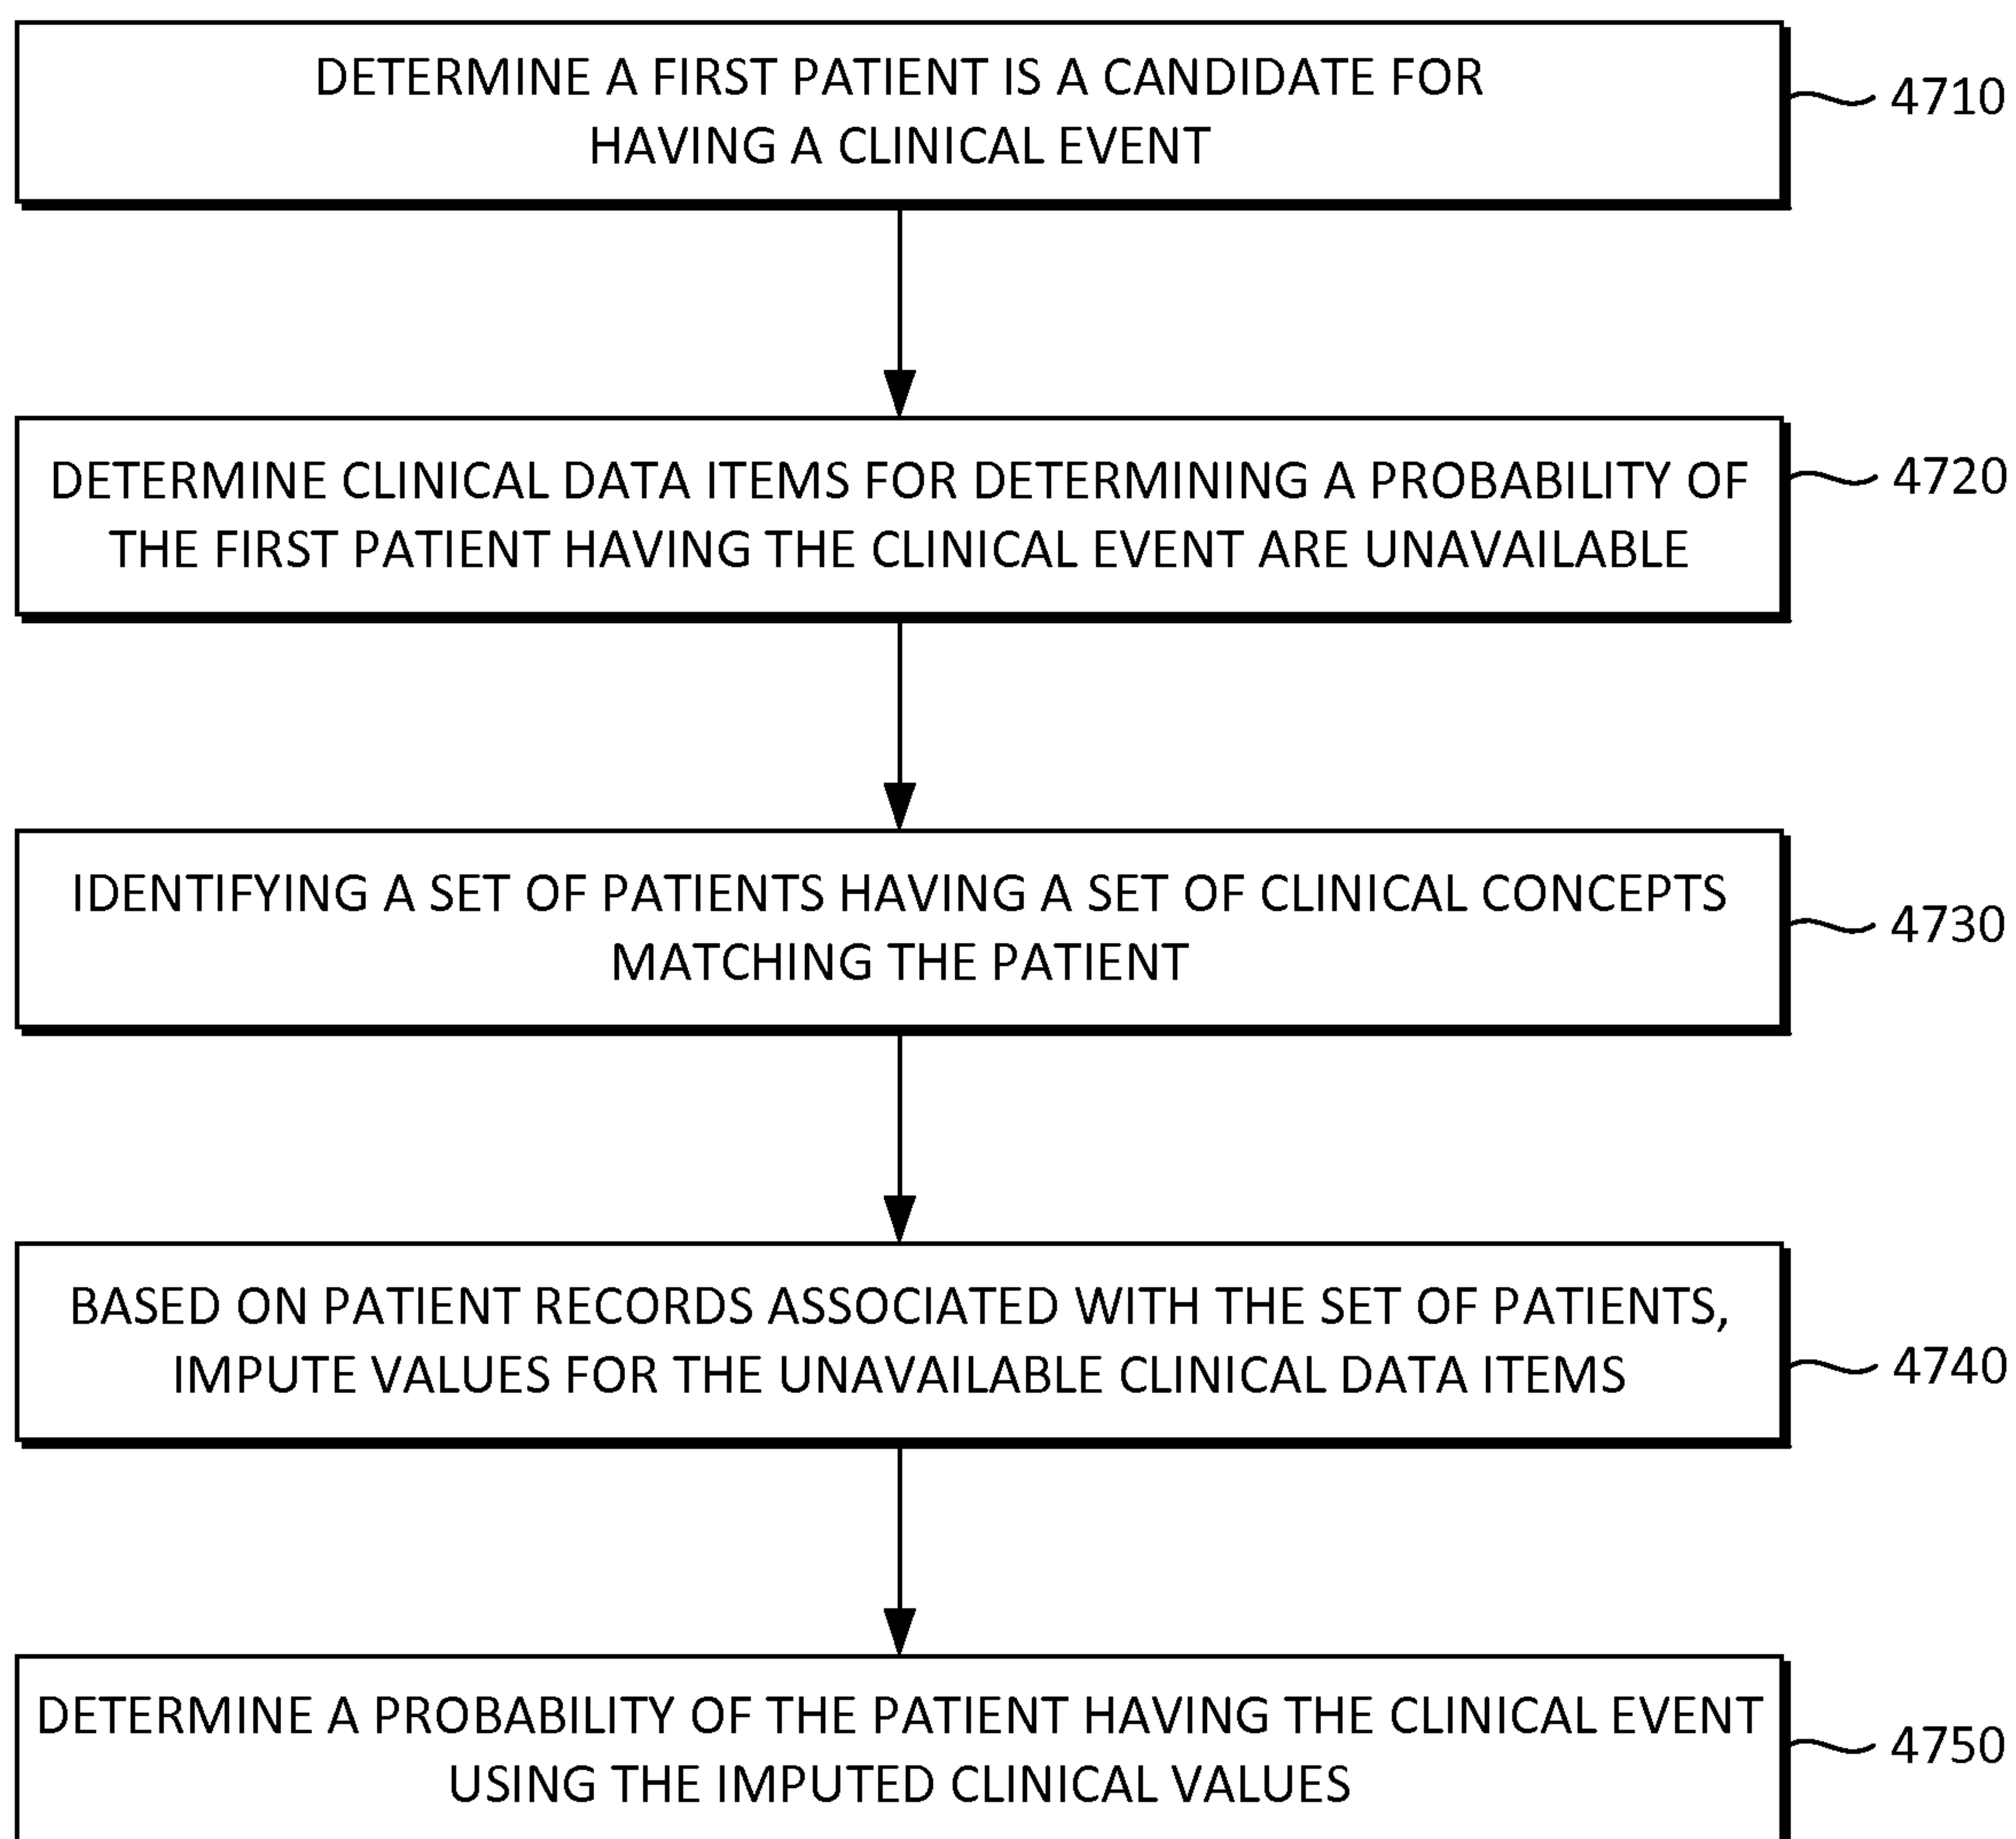 DETERMINE A FIRST PATIENT IS A CANDIDATE FOR
HAVING A CLINICAL EVENT
4710
DETERMINE CLINICAL DATA ITEMS FOR DETERMINING A PROBABILITY OF
THE FIRST PATIENT HAVING THE CLINICAL EVENT ARE UNAVAILABLE
4720
IDENTIFYING A SET OF PATIENTS HAVING A SET OF CLINICAL CONCEPTS
MATCHING THE PATIENT
4730
BASED ON PATIENT RECORDS ASSOCIATED WITH THE SET OF PATIENTS,
IMPUTE VALUES FOR THE UNAVAILABLE CLINICAL DATA ITEMS
4740
DETERMINE A PROBABILITY OF THE PATIENT HAVING THE CLINICAL EVENT
USING THE IMPUTED CLINICAL VALUES
4750